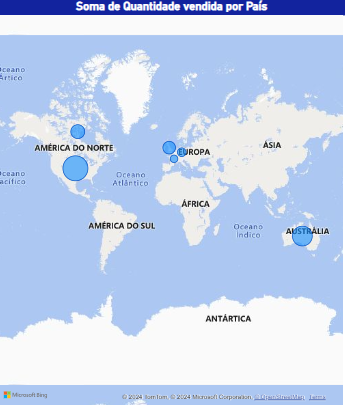 Soma de Quantidade vendida por País
Oceano
Ártico
AMÉRICA DO NORTE
EUROPA
ÁSIA
Oceano
Pacífico
Oceano
Atlântico
ÁFRICA
AMÉRICA DO SUL
Oceano
Índico
AUSTRÁLIA
ANTÁRTICA
Microsoft Bing
© 2024 TomTom, © 2024 Microsoft Corporation, © OpenStreetMap Terms